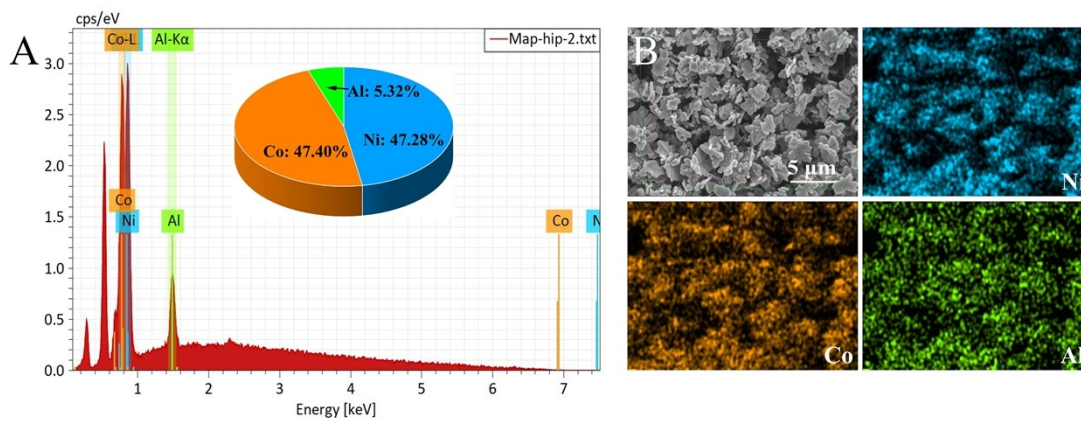 A
cps/eV
Co-L
Al-Kα
Map-hip-2.txt
3.0
2.5
2.0
1.5
1.0
0.5
0.0
Al: 5.32%
Co: 47.40%
Ni: 47.28%
Co
Ni
Al
Co
N
1
2
3
4
5
6
7
Energy [keV]
B
5 µm
Ni
Co
Al